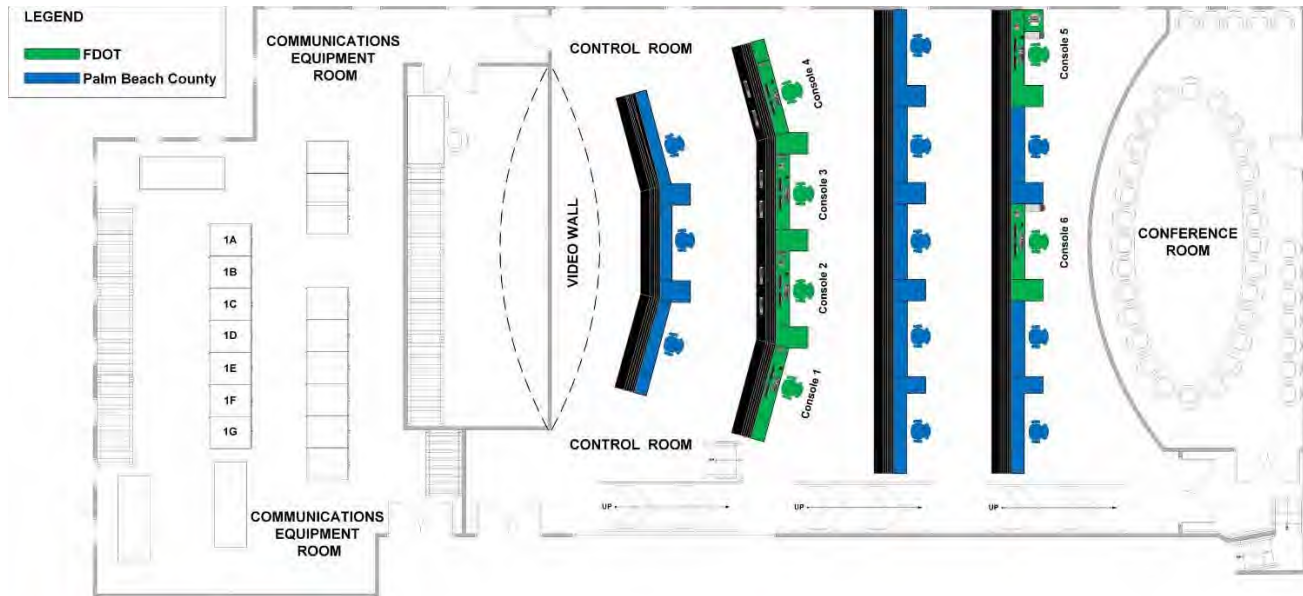 LEGEND
FDOT
Palm Beach County
COMMUNICATIONS
EQUIPMENT
ROOM
CONTROL ROOM
Console 4
Console 5
1A
1B
1C
1D
1E
1F
1G
VIDEO WALL
Console 3
Console 2
Console 1
Console 6
CONFERENCE
ROOM
CONTROL ROOM
COMMUNICATIONS
EQUIPMENT
ROOM
UP
UP
UP